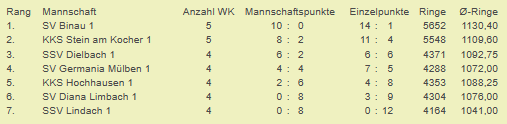 Rang Mannschaft Anzahl WK Mannschaftspunkte Einzelpunkte Ringe Ø-Ringe
1. SV Binau 1 5 10 : 0 14 : 1 5652 1130,40
2. KKS Stein am Kocher 1 5 8 : 2 11 : 4 5548 1109,60
3. SSV Dielbach 1 4 6 : 2 6 : 6 4371 1092,75
4. SV Germania Mülben 1 4 4 : 4 7 : 5 4288 1072,00
5. KKS Hochhausen 1 4 2 : 6 4 : 8 4353 1088,25
6. SV Diana Limbach 1 4 0 : 8 3 : 9 4304 1076,00
7. SSV Lindach 1 4 0 : 8 0 : 12 4164 1041,00